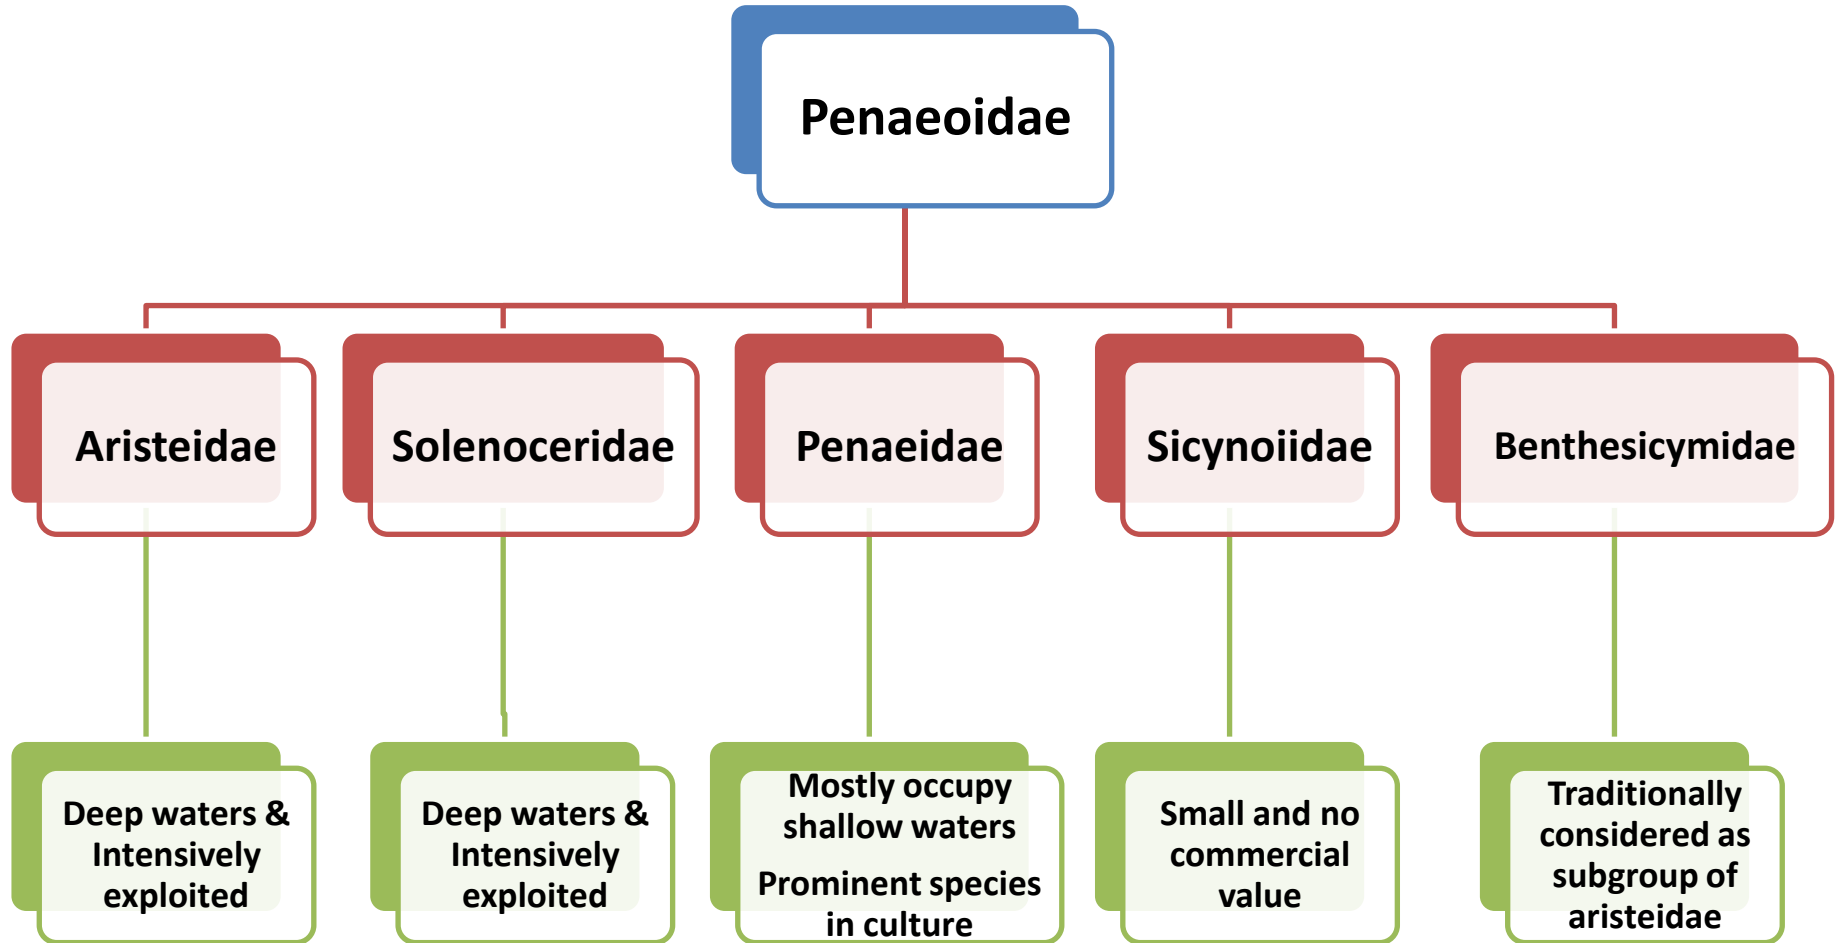 Penaeoidae
Aristeidae
Solenoceridae
Penaeidae
Sicynoiidae
Benthesicymidae
Deep waters &
Intensively
exploited
Deep waters &
Intensively
exploited
Mostly occupy
shallow waters
Prominent species
in culture
Small and no
commercial
value
Traditionally
considered as
subgroup of
aristeidae